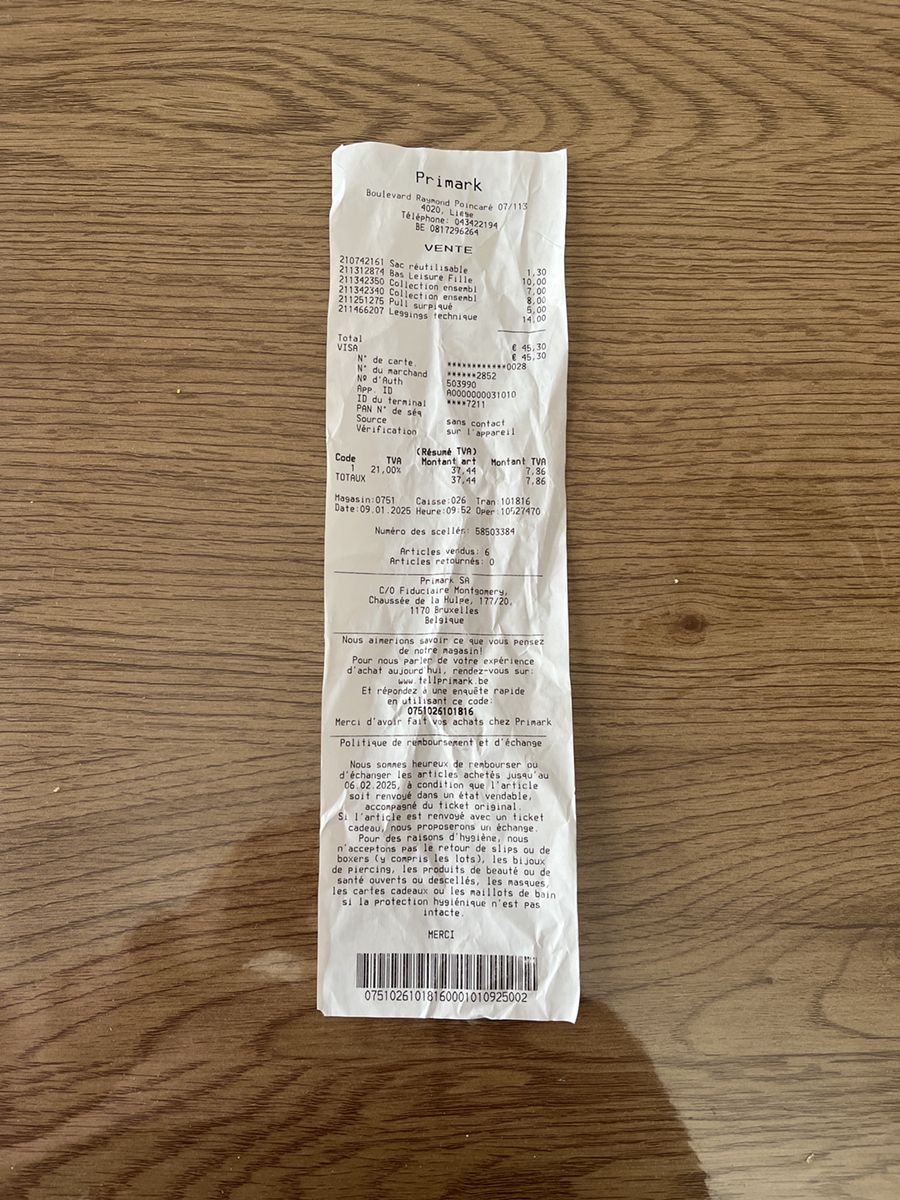 Primark
Boulevard Raymond Poincaré 07/113
4020, Liege
Téléphone: 043422194
BE 0817296264
VENTE
210742161 Sac réutilisable 1,30
211312874 Bas Leisure Fille 10,00
211342350 Collection ensembl 7,00
211342340 Collection ensembl 8,00
211251275 Pull surpiqué 5,00
211466207 Leggings technique 14,00
Total € 45,30
VISA € 45,30
N° de carte. ************0028
N° du marchand ******2852
Nº d'Auth 503990
App. ID A0000000031010
ID du terminal ****7211
PAN N° de séq
Source sans contact
Vérification sur l'appareil
(Résumé TVA)
Code TVA Montant art Montant TVA
1 21,00% 37,44 7,86
TOTAUX 37,44 7,86
Magasin:0751 Caisse:026 Tran:101816
Date:09.01.2025 Heure:09:52 Oper:10527470
Numéro des scellés: 58503384
Articles vendus: 6
Articles retournés: 0
Primark SA
C/O Fiduciaire Montgomery,
Chaussée de la Hulpe, 177/20,
1170 Bruxelles
Belgique
Nous aimerions savoir ce que vous pensez
de notre magasin!
Pour nous parler de votre expérience
d'achat aujourd'hui, rendez-vous sur:
www.tellprimark.be
Et répondez à une enquête rapide
en utilisant ce code:
0751026101816
Merci d'avoir fait vos achats chez Primark
Politique de remboursement et d'échange
Nous sommes heureux de rembourser ou
d'échanger les articles achetés jusqu'au
06.02.2025, à condition que l'article
soit renvoyé dans un état vendable,
accompagné du ticket original.
Si l'article est renvoyé avec un ticket
cadeau, nous proposerons un échange.
Pour des raisons d'hygiène, nous
n'acceptons pas le retour de slips ou de
boxers (y compris les lots), les bijoux
de piercing, les produits de beauté ou de
santé ouverts ou descellés, les masques,
les cartes cadeaux ou les maillots de bain
si la protection hygiénique n'est pas
intacte.
MERCI
07510261018160001010925002